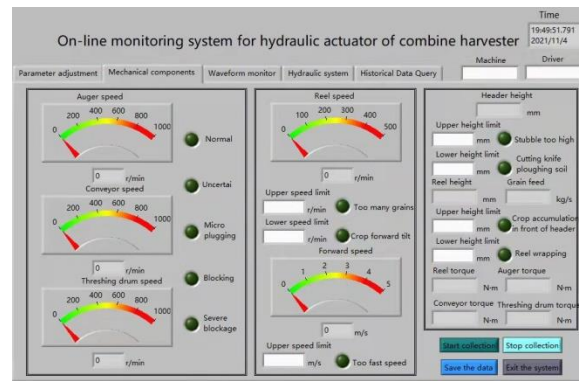 Time
On-line monitoring system for hydraulic actuator of combine harvester
19:49:51.791
2021/11/4
Machine
Driver
Parameter adjustment
Mechanical components
Waveform monitor
Hydraulic system
Historical Data Query
Auger speed
0 200 400 600 800 1000
0 r/min
Conveyor speed
0 200 400 600 800 1000
0 r/min
Threshing drum speed
0 200 400 600 800 1000
0 r/min
Normal
Uncertai
Micro
plugging
Blocking
Severe
blockage
Reel speed
0 100 200 300 400 500
0 r/min
Upper speed limit
r/min Too many grains
Lower speed limit
r/min Crop forward tilt
Forward speed
0 1 2 3 4 5
0 m/s
Upper speed limit
m/s Too fast speed
Header height
mm
Upper height limit
mm Stubble too high
Lower height limit
mm Cutting knife
ploughing soil
Reel height Grain feed
mm kg/s
Upper height limit
mm Crop accumulation
in front of header
Lower height limit
mm Reel wrapping
Reel torque Auger torque
N·m N·m
Conveyor torque Threshing drum torque
N·m N·m
Start collection Stop collection
Save the data Exit the system